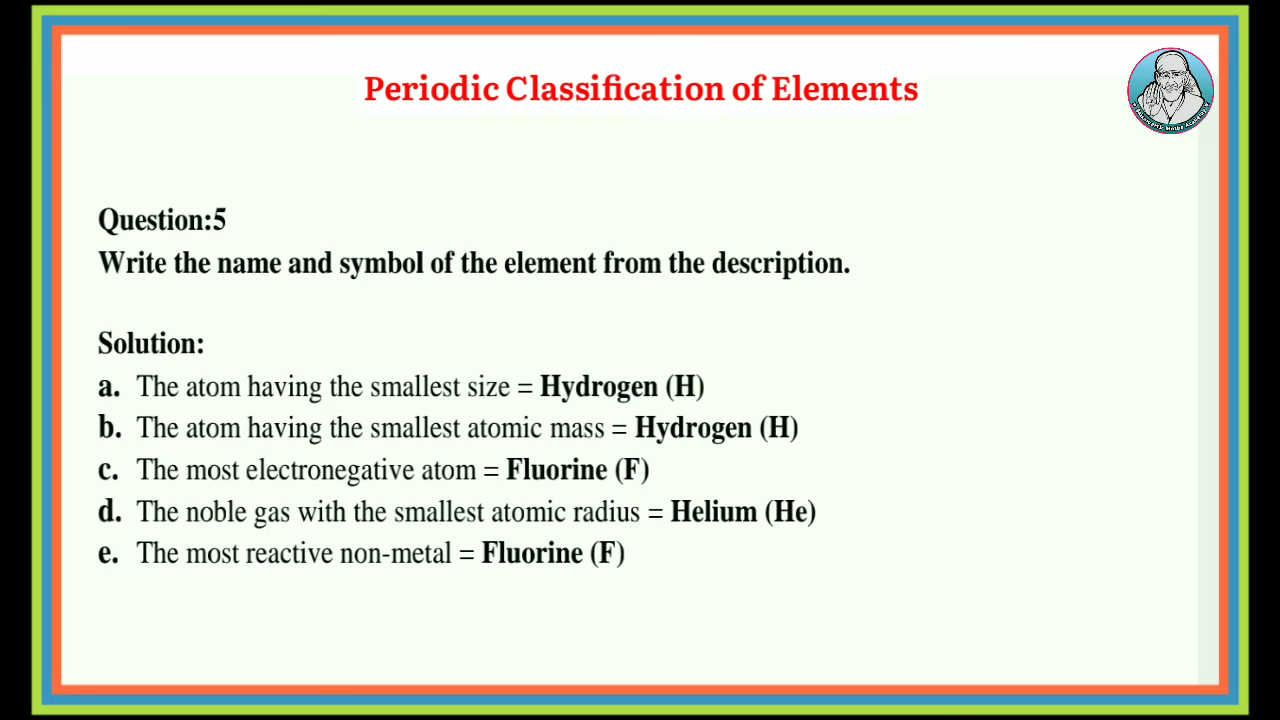 Periodic Classification of Elements
Question:5
Write the name and symbol of the element from the description.
Solution:
a. The atom having the smallest size = Hydrogen (H)
b. The atom having the smallest atomic mass = Hydrogen (H)
c. The most electronegative atom = Fluorine (F)
d. The noble gas with the smallest atomic radius = Helium (He)
e. The most reactive non-metal = Fluorine (F)